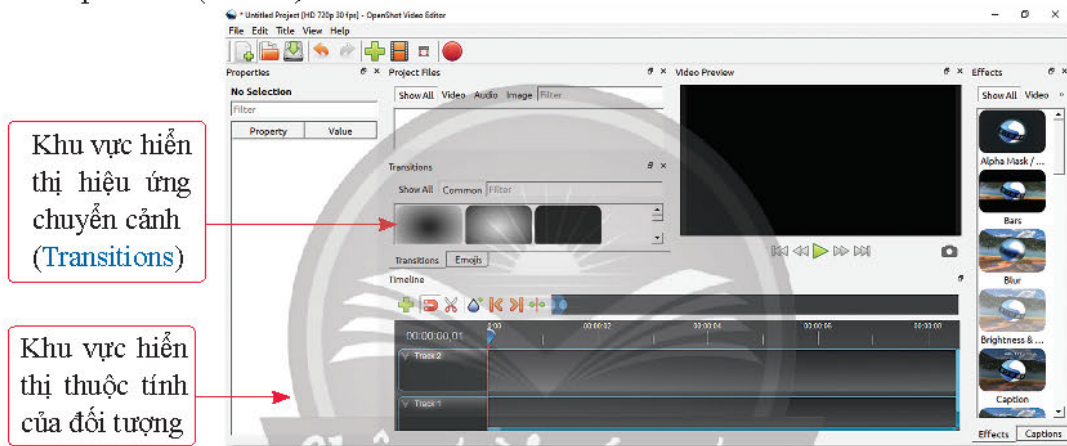 * Untitled Project [HD 720p 30 fps] - OpenShot Video Editor
File Edit Title View Help
Properties
Project Files
Video Preview
Effects
No Selection
Show All Video Audio Image Filter
Show All Video
Filter
Property Value
Alpha Mask / ...
Khu vực hiển
thị hiệu ứng
chuyển cảnh
(Transitions)
Transitions
Show All Common Filter
Bars
Transitions Emojis
Blur
Timeline
Brightness & ...
00:00:00,01
0:00
00:00:02
00:00:04
00:00:06
00:00:08
Track 2
Khu vực hiển
thị thuộc tính
của đối tượng
Caption
Track 1
Effects Captions